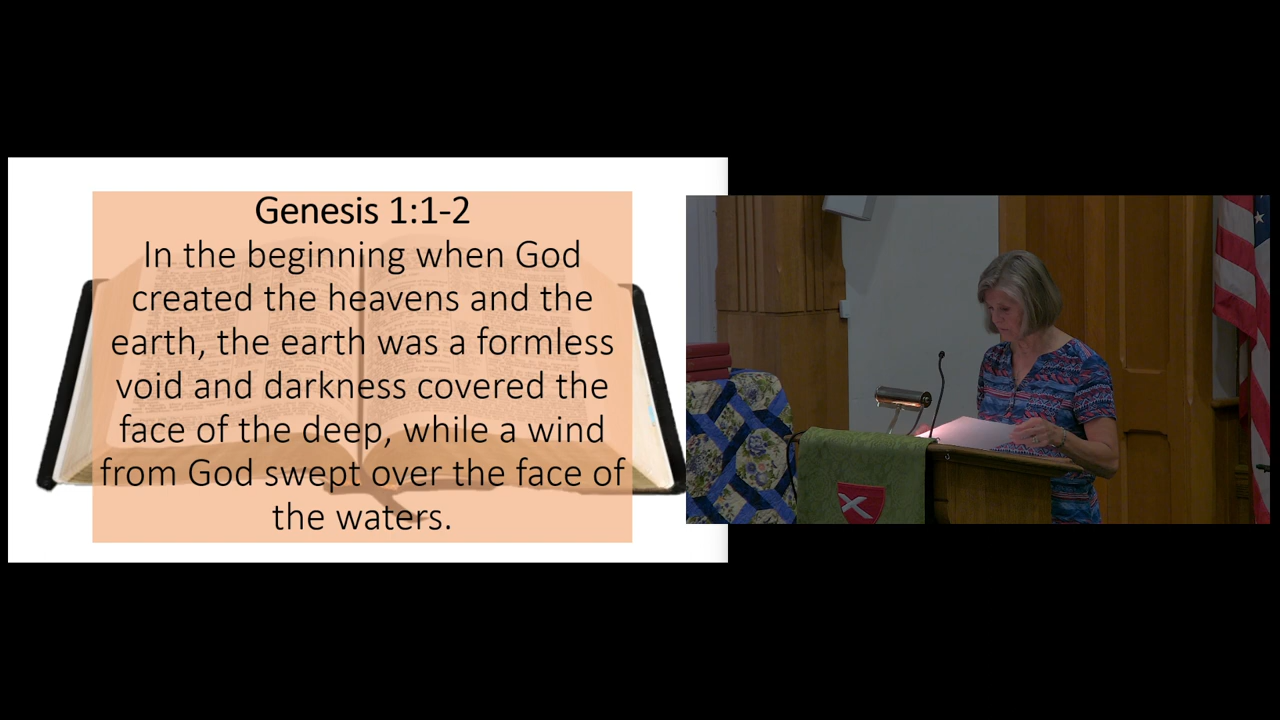 Genesis 1:1-2
In the beginning when God
created the heavens and the
earth, the earth was a formless
void and darkness covered the
face of the deep, while a wind
from God swept over the face of
the waters.